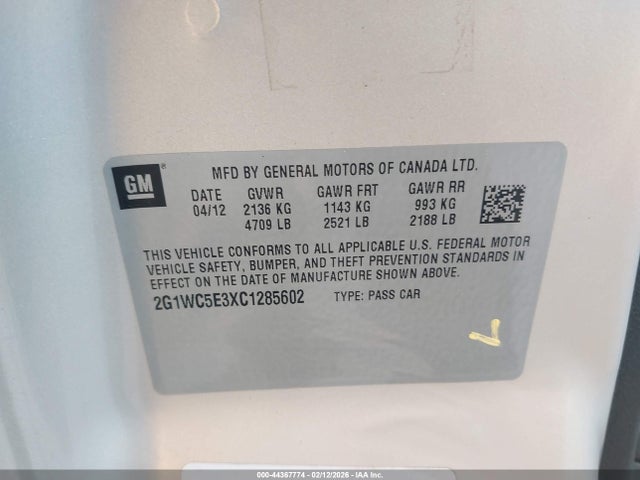 GM ®
MFD BY GENERAL MOTORS OF CANADA LTD.
DATE GVWR GAWR FRT GAWR RR
04/12 2136 KG 1143 KG 993 KG
4709 LB 2521 LB 2188 LB
THIS VEHICLE CONFORMS TO ALL APPLICABLE U.S. FEDERAL MOTOR
VEHICLE SAFETY, BUMPER, AND THEFT PREVENTION STANDARDS IN
EFFECT ON THE DATE OF MANUFACTURE SHOWN ABOVE.
2G1WC5E3XC1285602 TYPE: PASS CAR
000-44367774 - 02/12/2026 - IAA Inc.